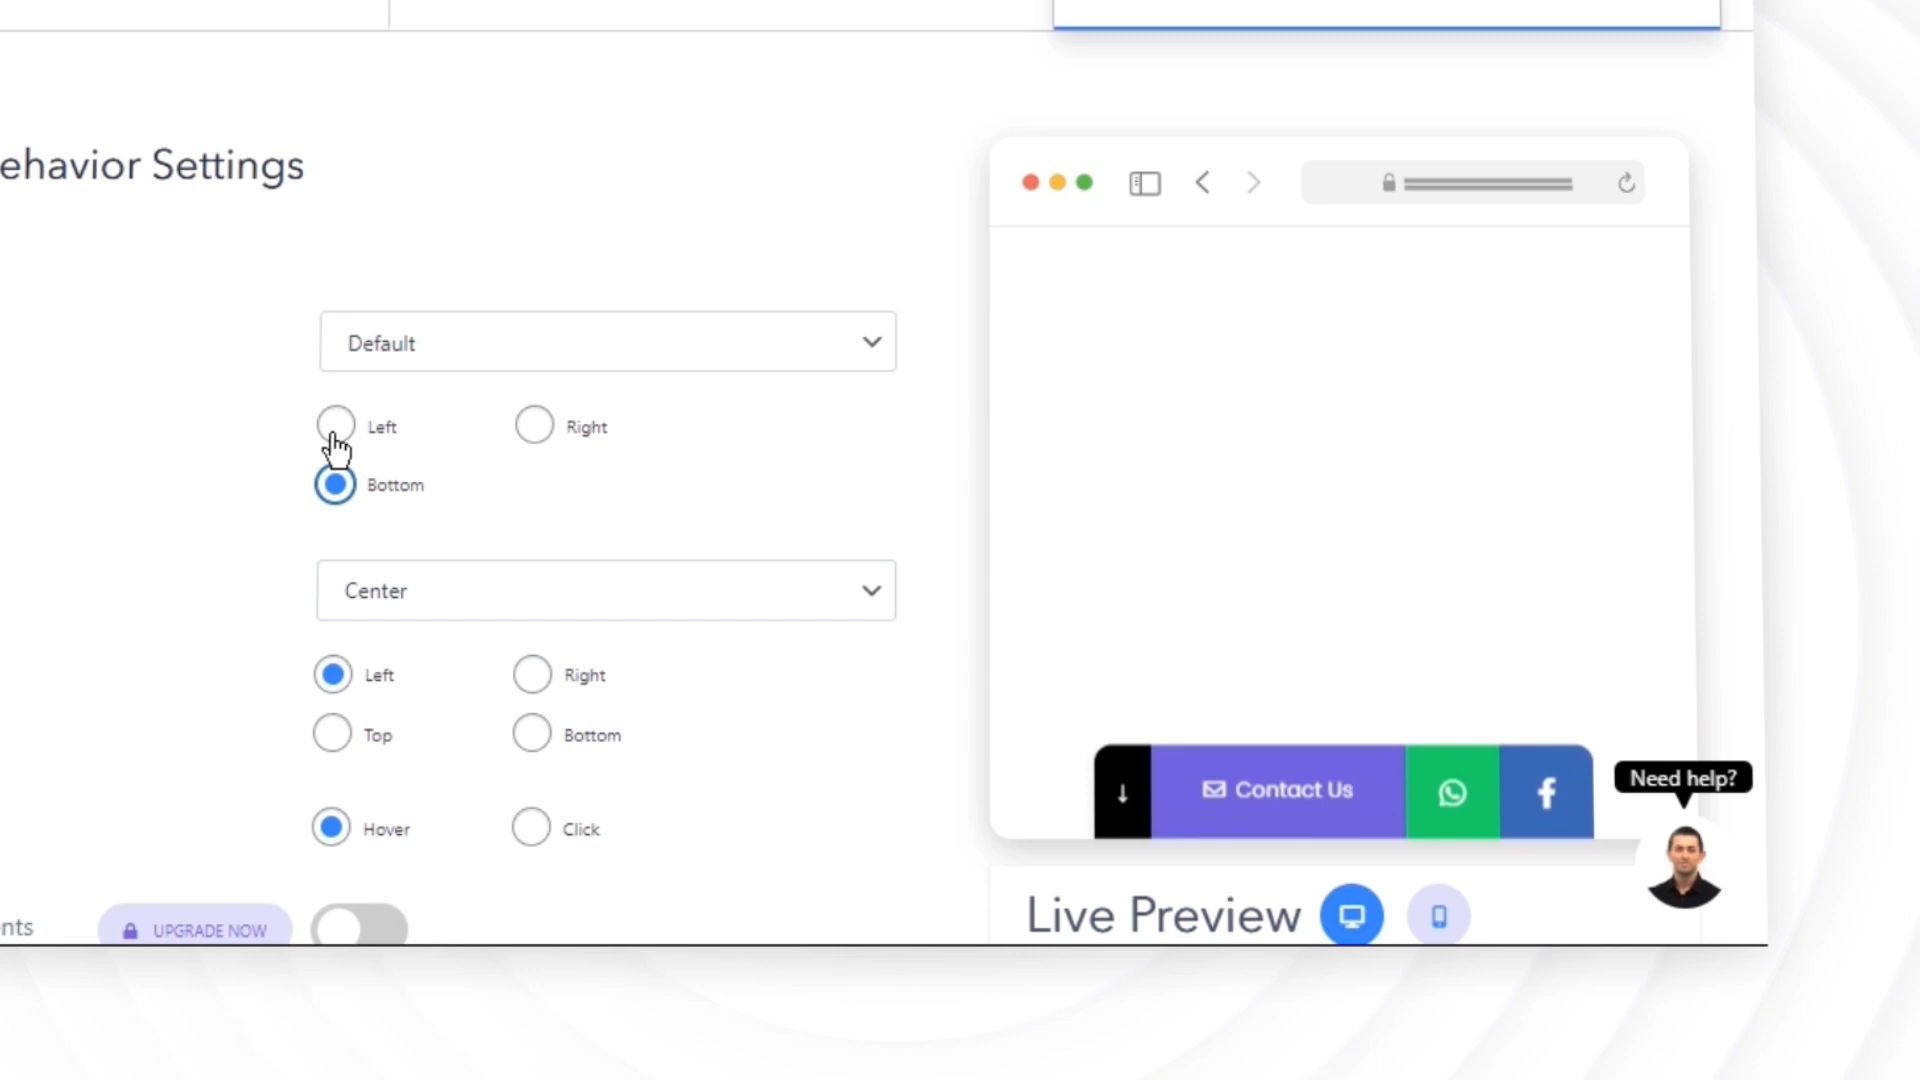 ehavior Settings
Default
Left
Right
Bottom
Center
Left
Right
Top
Bottom
Hover
Click
nts
UPGRADE NOW
Contact Us
Need help?
Live Preview